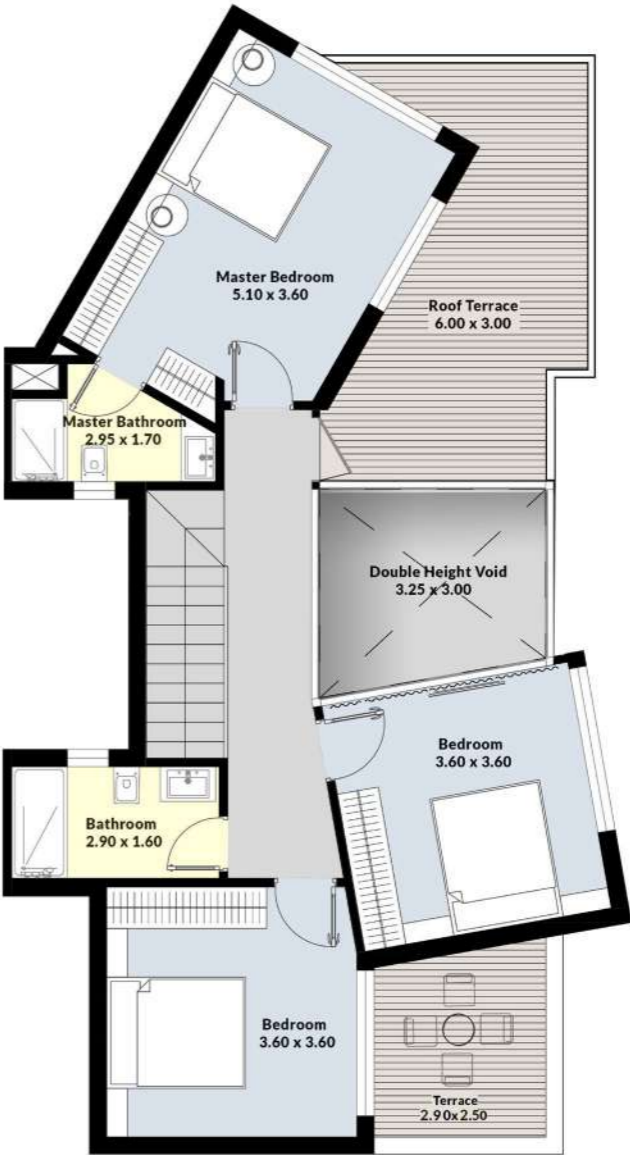 Master Bedroom
5.10 x 3.60
Roof Terrace
6.00 x 3.00
Master Bathroom
2.95 x 1.70
Double Height Void
3.25 x 3.00
Bedroom
3.60 x 3.60
Bathroom
2.90 x 1.60
Bedroom
3.60 x 3.60
Terrace
2.90x2.50